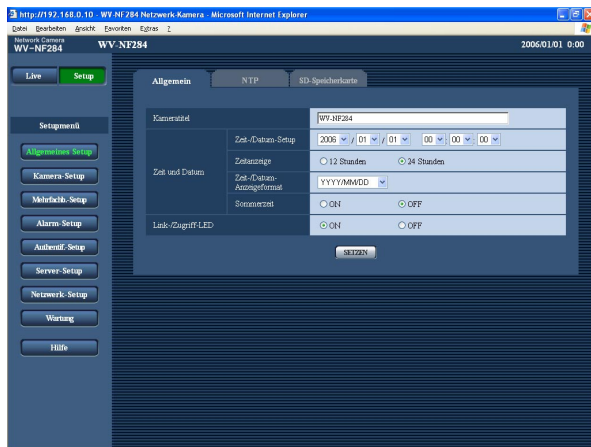 http://192.168.0.10 - WV-NF284 Netzwerk-Kamera - Microsoft Internet Explorer
Datei Bearbeiten Ansicht Favoriten Extras ?
Network Camera
WV-NF284
WV-NF284
2006/01/01 0:00
Live Setup
Allgemein NTP SD-Speicherkarte
Setupmenü
Allgemeines Setup
Kamera-Setup
Mehrfachb.-Setup
Alarm-Setup
Authentif.-Setup
Server-Setup
Netzwerk-Setup
Wartung
Hilfe
Kameratitel WV-NF284
Zeit und Datum
Zeit-/Datum-Setup 2006 / 01 / 01 00 : 00 : 00
Zeitanzeige 12 Stunden 24 Stunden
Zeit-/Datum-
Anzeigeformat YYYY/MM/DD
Sommerzeit ON OFF
Link-/Zugriff-LED ON OFF
SETZEN